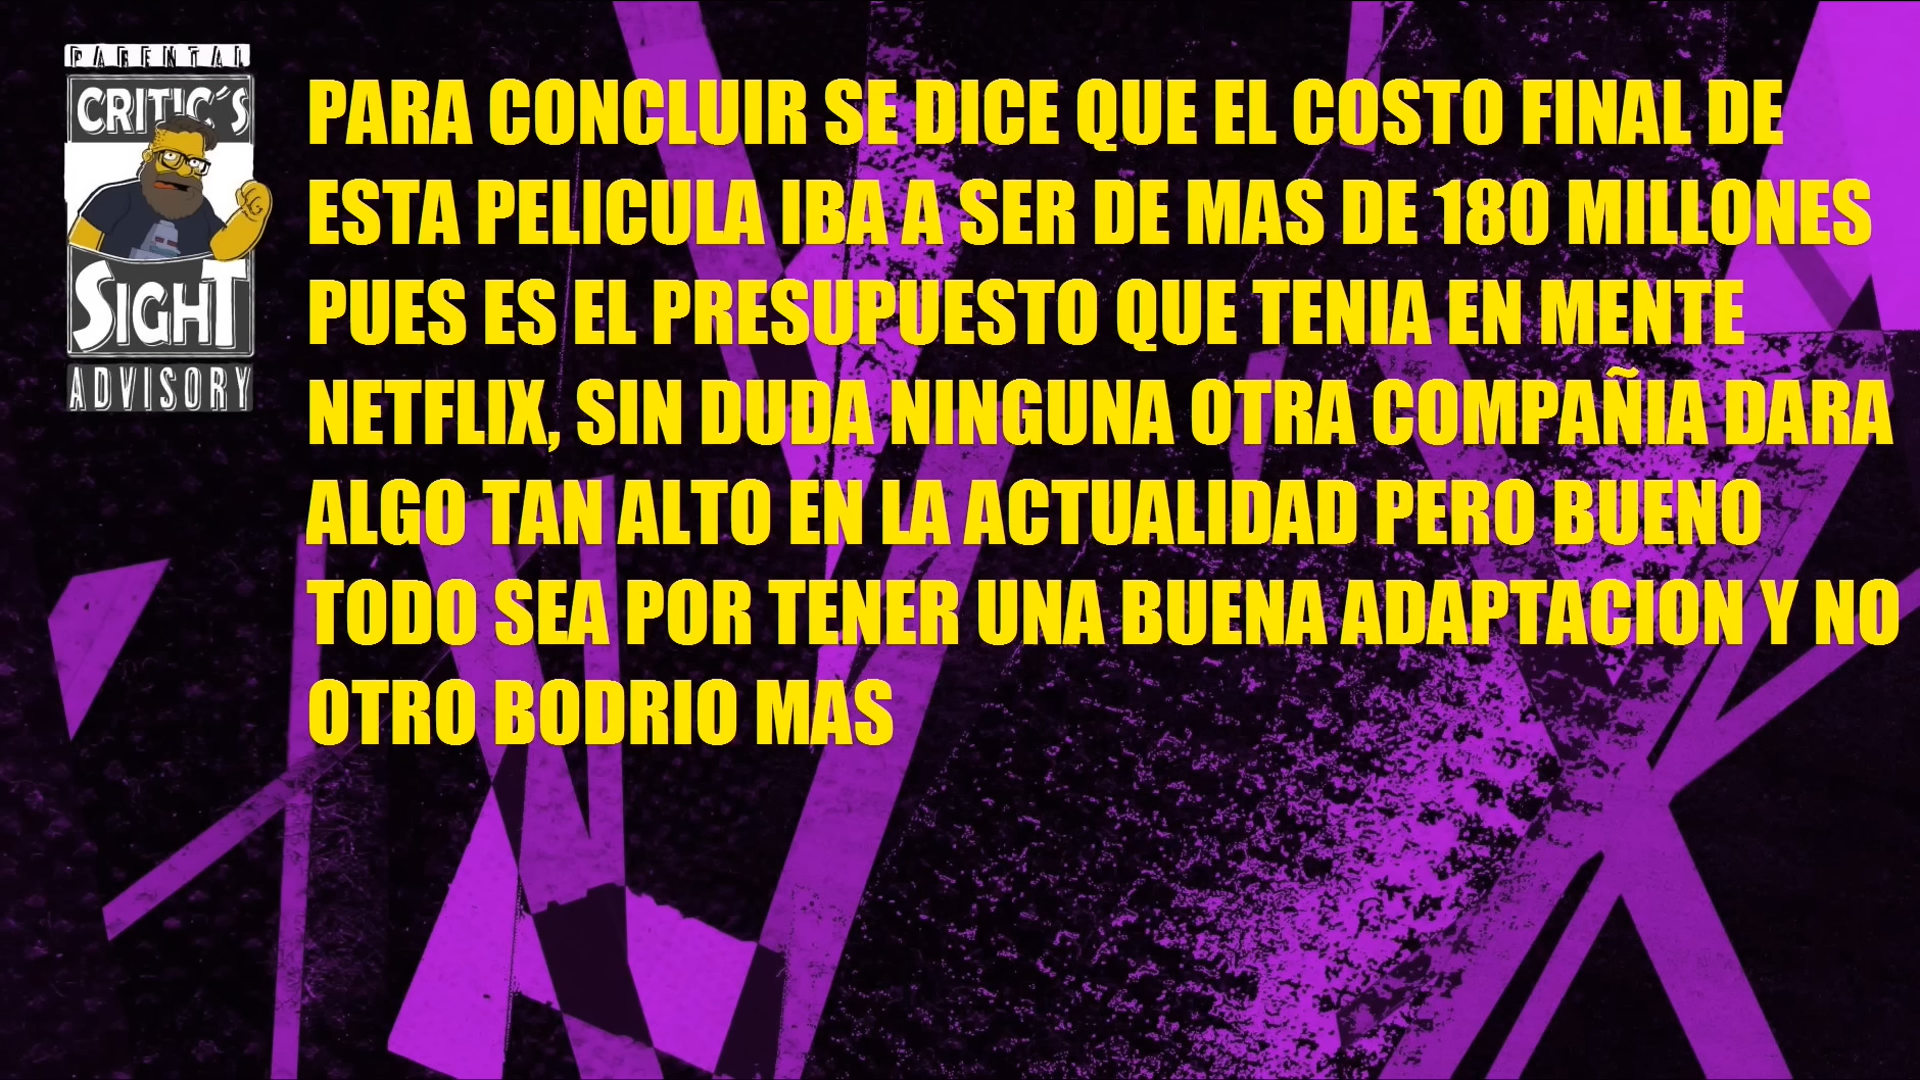 PARENTAL
CRITIC´S
SIGHT
ADVISORY
PARA CONCLUIR SE DICE QUE EL COSTO FINAL DE
ESTA PELICULA IBA A SER DE MAS DE 180 MILLONES
PUES ES EL PRESUPUESTO QUE TENIA EN MENTE
NETFLIX, SIN DUDA NINGUNA OTRA COMPAÑIA DARA
ALGO TAN ALTO EN LA ACTUALIDAD PERO BUENO
TODO SEA POR TENER UNA BUENA ADAPTACION Y NO
OTRO BODRIO MAS